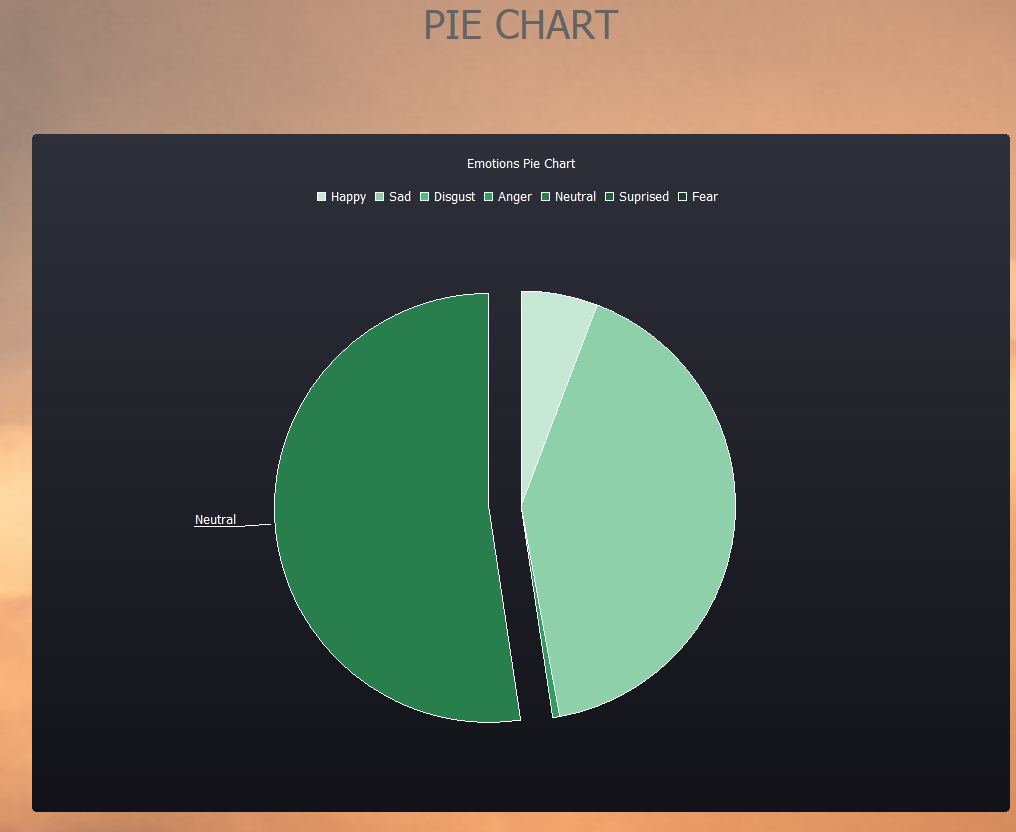 PIE CHART
Emotions Pie Chart
Happy Sad Disgust Anger Neutral Suprised Fear
Neutral